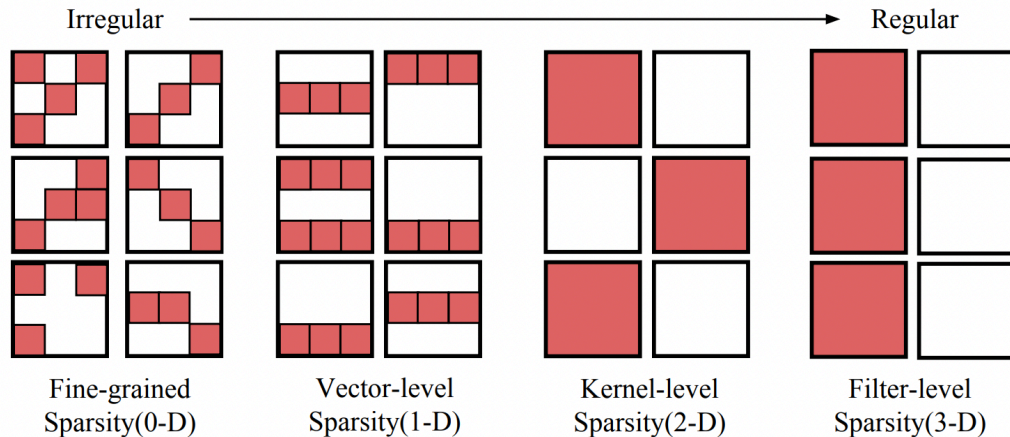 Irregular
Regular
Fine-grained
Sparsity(0-D)
Vector-level
Sparsity(1-D)
Kernel-level
Sparsity(2-D)
Filter-level
Sparsity(3-D)